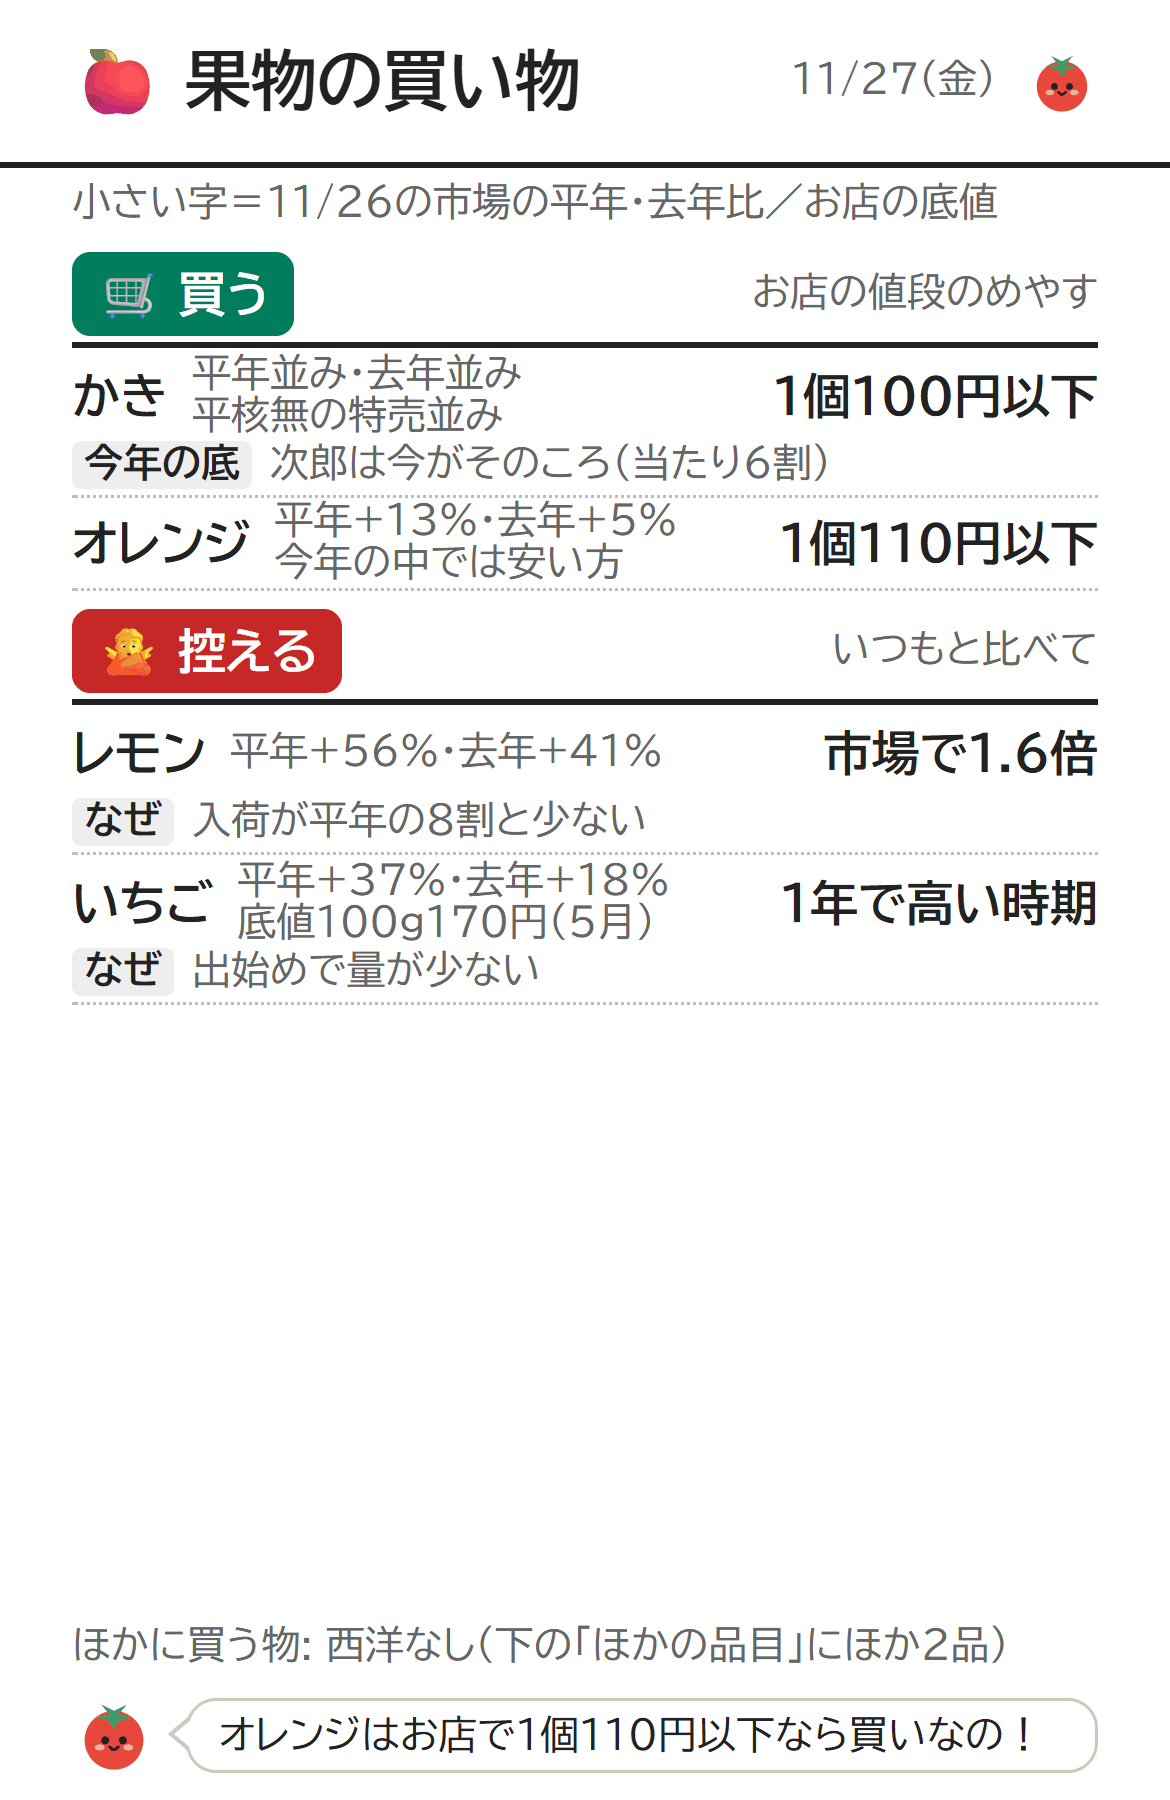 果物の買い物
11/27(金)
小さい字=11/26の市場の平年・去年比/お店の底値
買う
お店の値段のめやす
かき
平年並み・去年並み
平核無の特売並み
1個100円以下
今年の底 次郎は今がそのころ(当たり6割)
オレンジ
平年+13%・去年+5%
今年の中では安い方
1個110円以下
控える
いつもと比べて
レモン 平年+56%・去年+41% 市場で1.6倍
なぜ 入荷が平年の8割と少ない
いちご
平年+37%・去年+18%
底値100g170円(5月)
1年で高い時期
なぜ 出始めで量が少ない
ほかに買う物: 西洋なし(下の「ほかの品目」にほか2品)
オレンジはお店で1個110円以下なら買いなの!